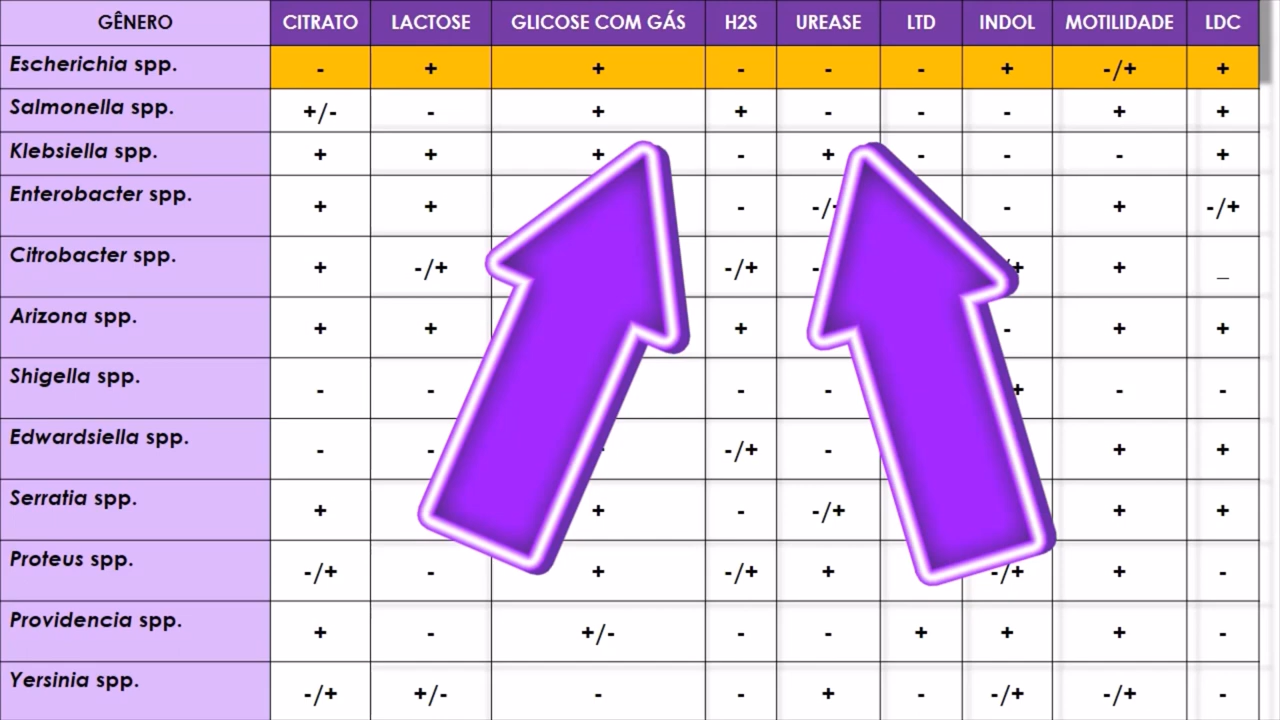 GÊNERO CITRATO LACTOSE GLICOSE COM GÁS H2S UREASE LTD INDOL MOTILIDADE LDC
Escherichia spp. - + + - - - + -/+ +
Salmonella spp. +/- - + + - - - + +
Klebsiella spp. + + + - + - - - +
Enterobacter spp. + + - -/ - + -/+
Citrobacter spp. + -/+ -/+ - /+ + _
Arizona spp. + + + - + +
Shigella spp. - - - - + - -
Edwardsiella spp. - - -/+ - + +
Serratia spp. + + - -/+ + +
Proteus spp. -/+ - + -/+ + -/+ + -
Providencia spp. + - +/- - - + + + -
Yersinia spp. -/+ +/- - - + - -/+ -/+ -